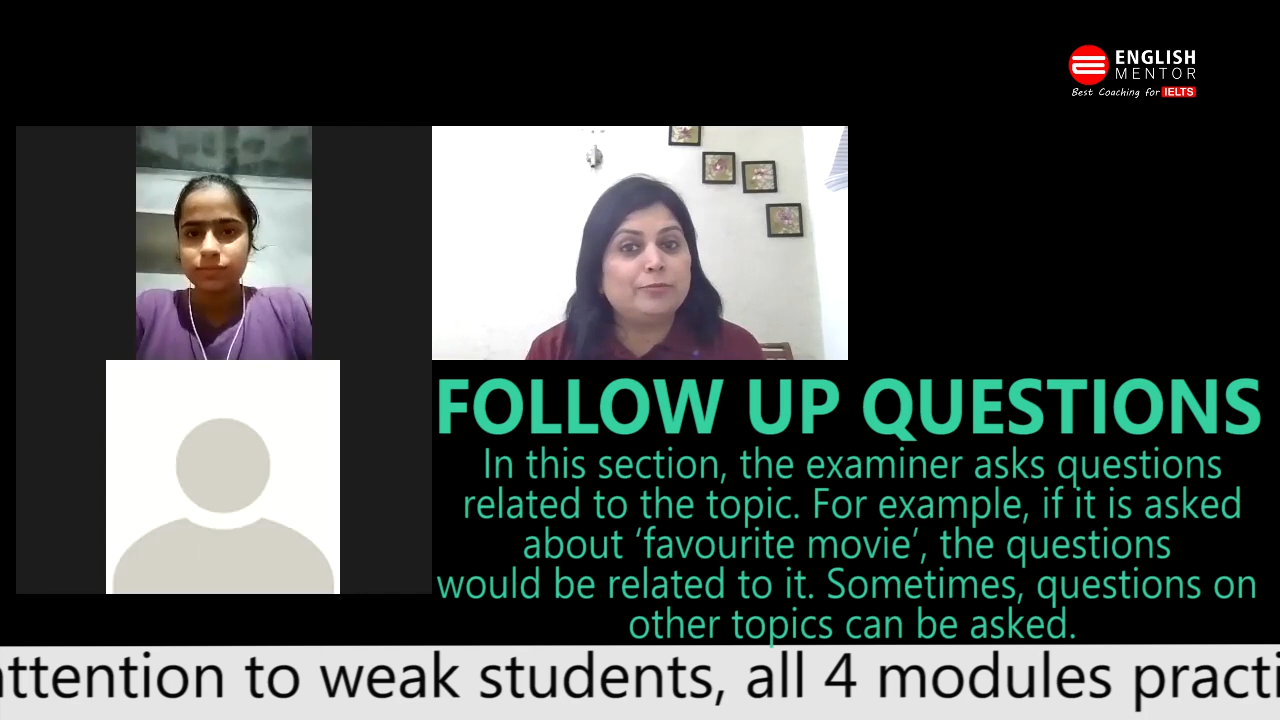 ENGLISH
MENTOR
Best Coaching for IELTS
FOLLOW UP QUESTIONS
In this section, the examiner asks questions
related to the topic. For example, if it is asked
about ‘favourite movie’, the questions
would be related to it. Sometimes, questions on
other topics can be asked.
attention to weak students, all 4 modules practi